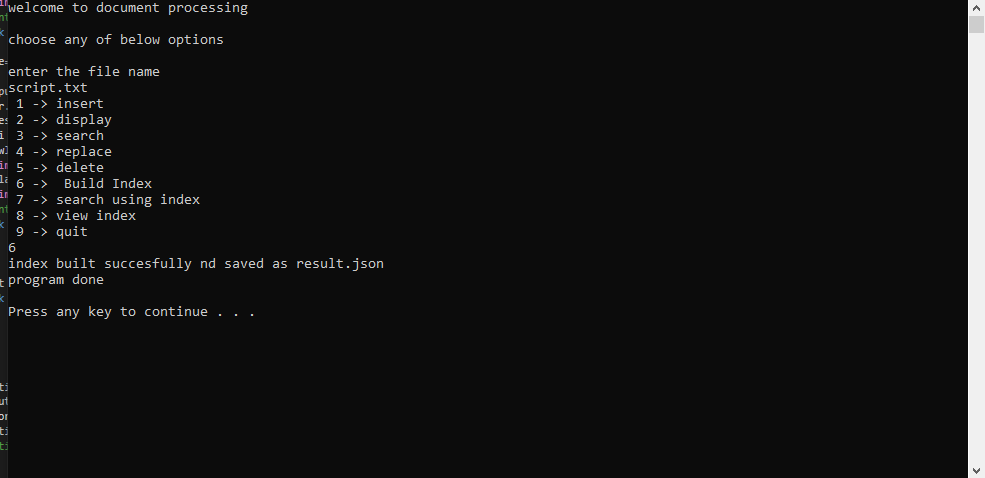 welcome to document processing
choose any of below options
enter the file name
script.txt
1 -> insert
2 -> display
3 -> search
4 -> replace
5 -> delete
6 ->  Build Index
7 -> search using index
8 -> view index
9 -> quit
6
index built succesfully nd saved as result.json
program done
Press any key to continue . . .